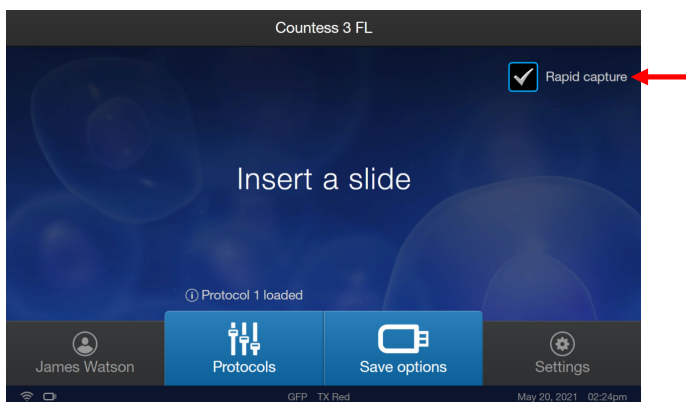 Countess 3 FL
Rapid capture
Insert a slide
Protocol 1 loaded
James Watson
Protocols
Save options
Settings
GFP TX Red
May 20, 2021 02:24pm